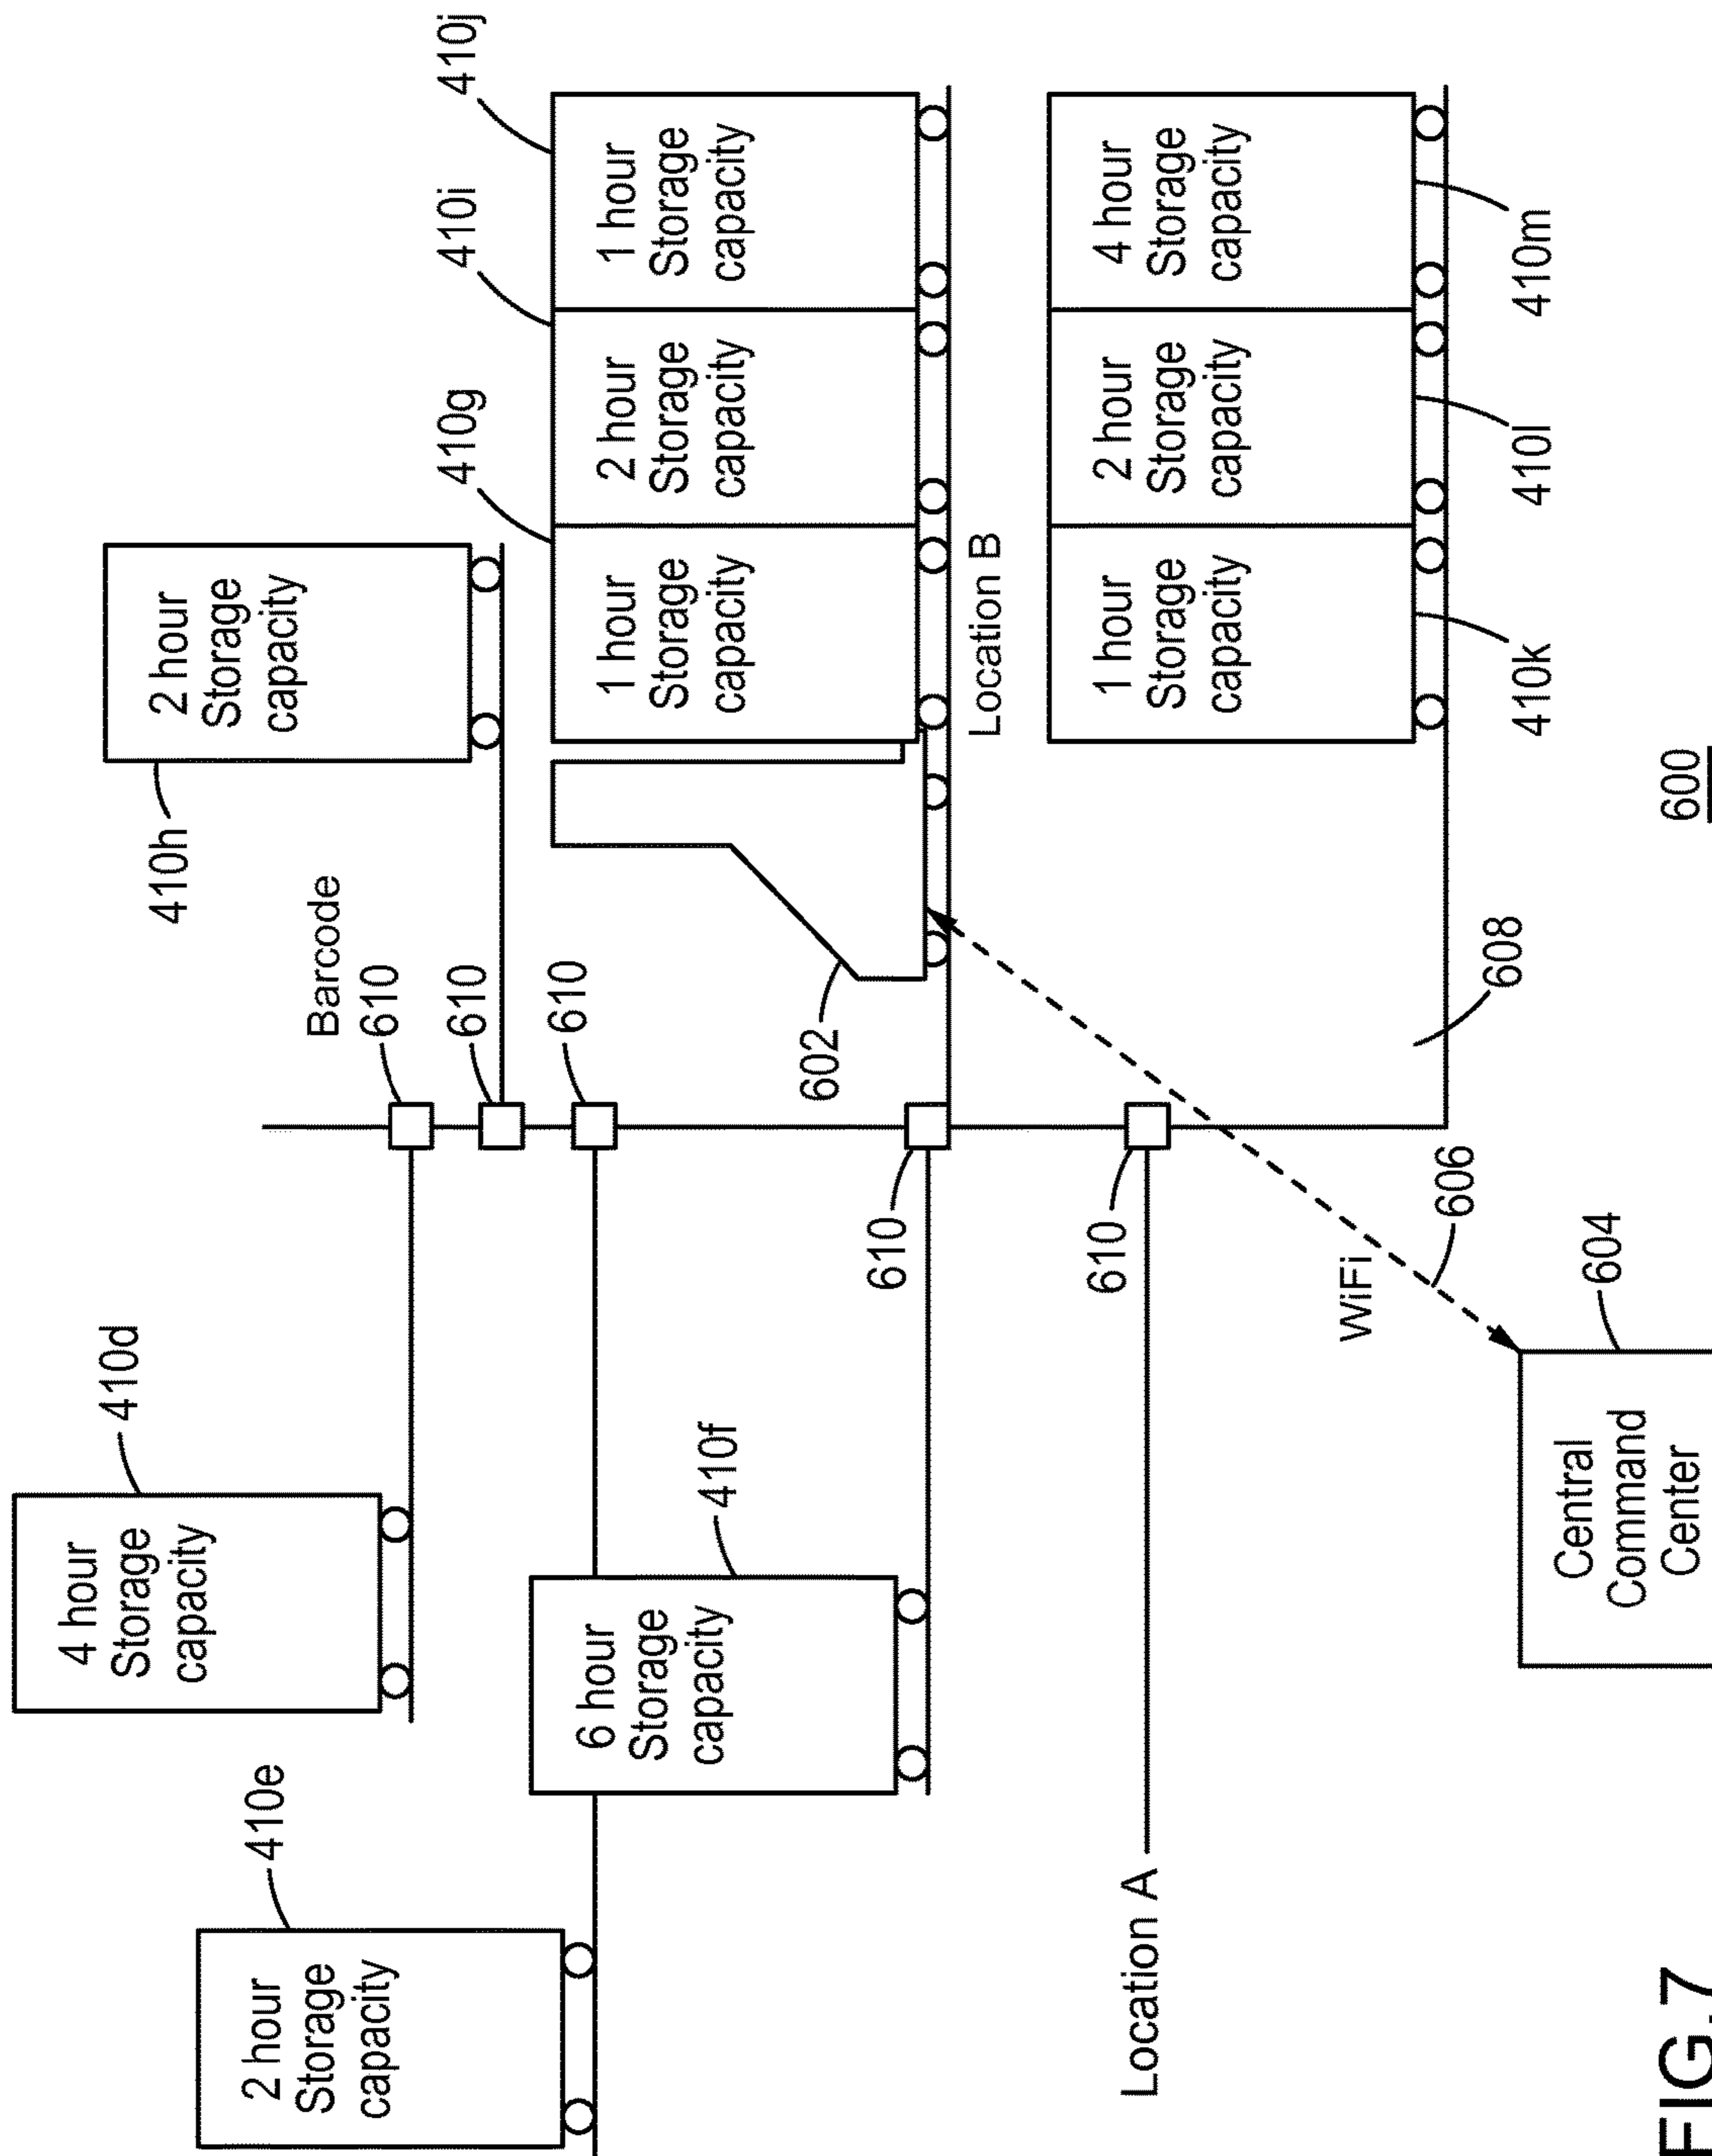 4 hour
Storage
capacity
410d
2 hour
Storage
capacity
410h
Barcode
610
610
610
2 hour
Storage
capacity
410e
6 hour
Storage
capacity
410f
602
410g
410i
410j
1 hour
Storage
capacity
2 hour
Storage
capacity
1 hour
Storage
capacity
610
Location B
Location A
610
1 hour
Storage
capacity
2 hour
Storage
capacity
4 hour
Storage
capacity
410k
410l
410m
608
WiFi
606
Central
Command
Center
604
600
FIG.7